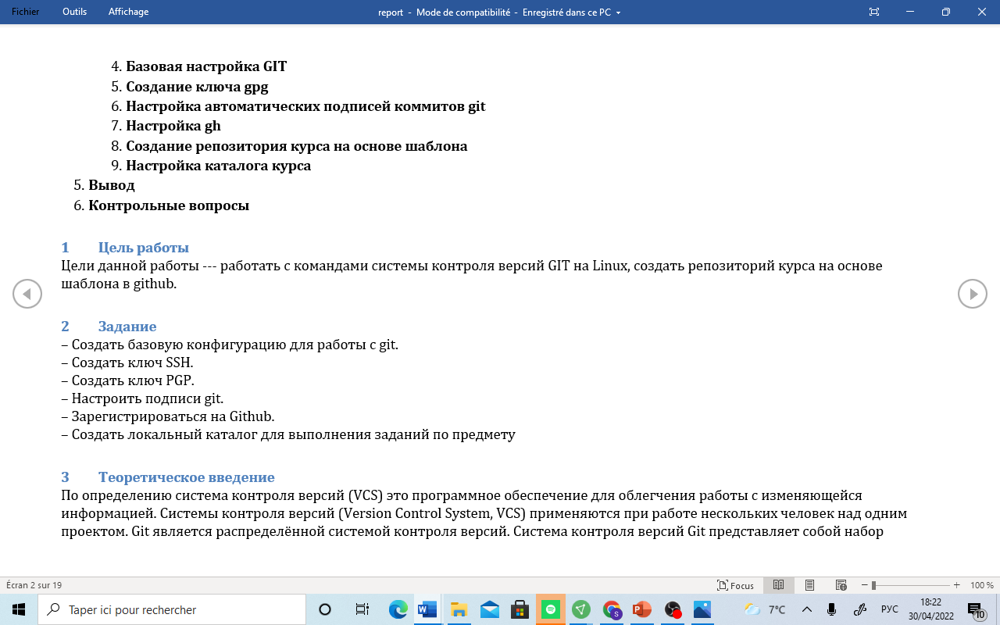 Fichier Outils Affichage report - Mode de compatibilité - Enregistré dans ce PC
4. Базовая настройка GIT
5. Создание ключа gpg
6. Настройка автоматических подписей коммитов git
7. Настройка gh
8. Создание репозитория курса на основе шаблона
9. Настройка каталога курса
5. Вывод
6. Контрольные вопросы
1 Цель работы
Цели данной работы --- работать с командами системы контроля версий GIT на Linux, создать репозиторий курса на основе
шаблона в github.
2 Задание
– Создать базовую конфигурацию для работы с git.
– Создать ключ SSH.
– Создать ключ PGP.
– Настроить подписи git.
– Зарегистрироваться на Github.
– Создать локальный каталог для выполнения заданий по предмету
3 Теоретическое введение
По определению система контроля версий (VCS) это программное обеспечение для облегчения работы с изменяющейся
информацией. Системы контроля версий (Version Control System, VCS) применяются при работе нескольких человек над одним
проектом. Git является распределённой системой контроля версий. Система контроля версий Git представляет собой набор
Écran 2 sur 19 Focus 100 %
Taper ici pour rechercher 7°C РУС 18:22
30/04/2022 10